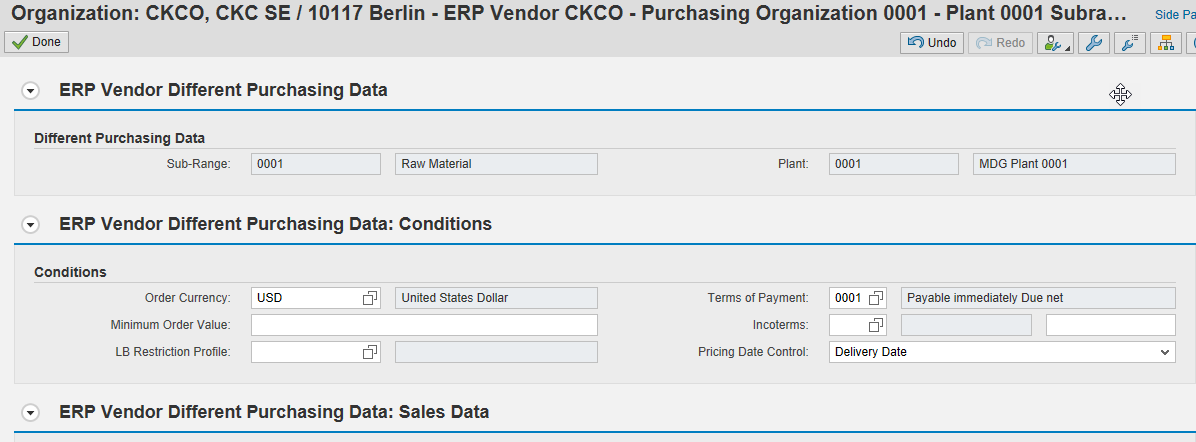 Organization: CKCO, CKC SE / 10117 Berlin - ERP Vendor CKCO - Purchasing Organization 0001 - Plant 0001 Subra...
Side Pa
Done
Undo
Redo
ERP Vendor Different Purchasing Data
Different Purchasing Data
Sub-Range: 0001 Raw Material Plant: 0001 MDG Plant 0001
ERP Vendor Different Purchasing Data: Conditions
Conditions
Order Currency: USD United States Dollar Terms of Payment: 0001 Payable immediately Due net
Minimum Order Value: Incoterms:
LB Restriction Profile: Pricing Date Control: Delivery Date
ERP Vendor Different Purchasing Data: Sales Data